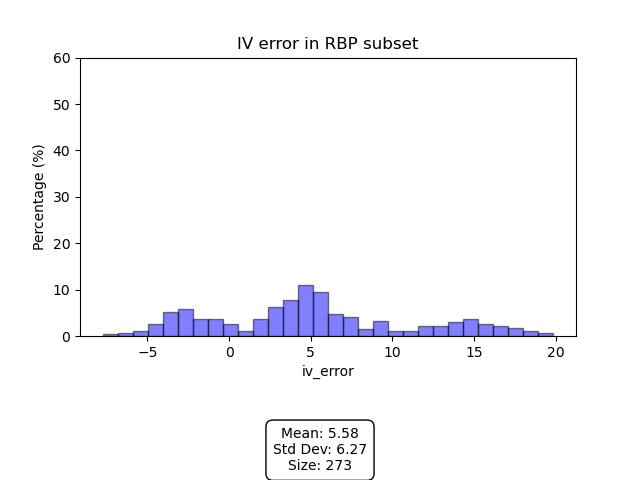 IV error in RBP subset
60
50
40
30
20
10
0
Percentage (%)
−5
0
5
10
15
20
iv_error
Mean: 5.58
Std Dev: 6.27
Size: 273